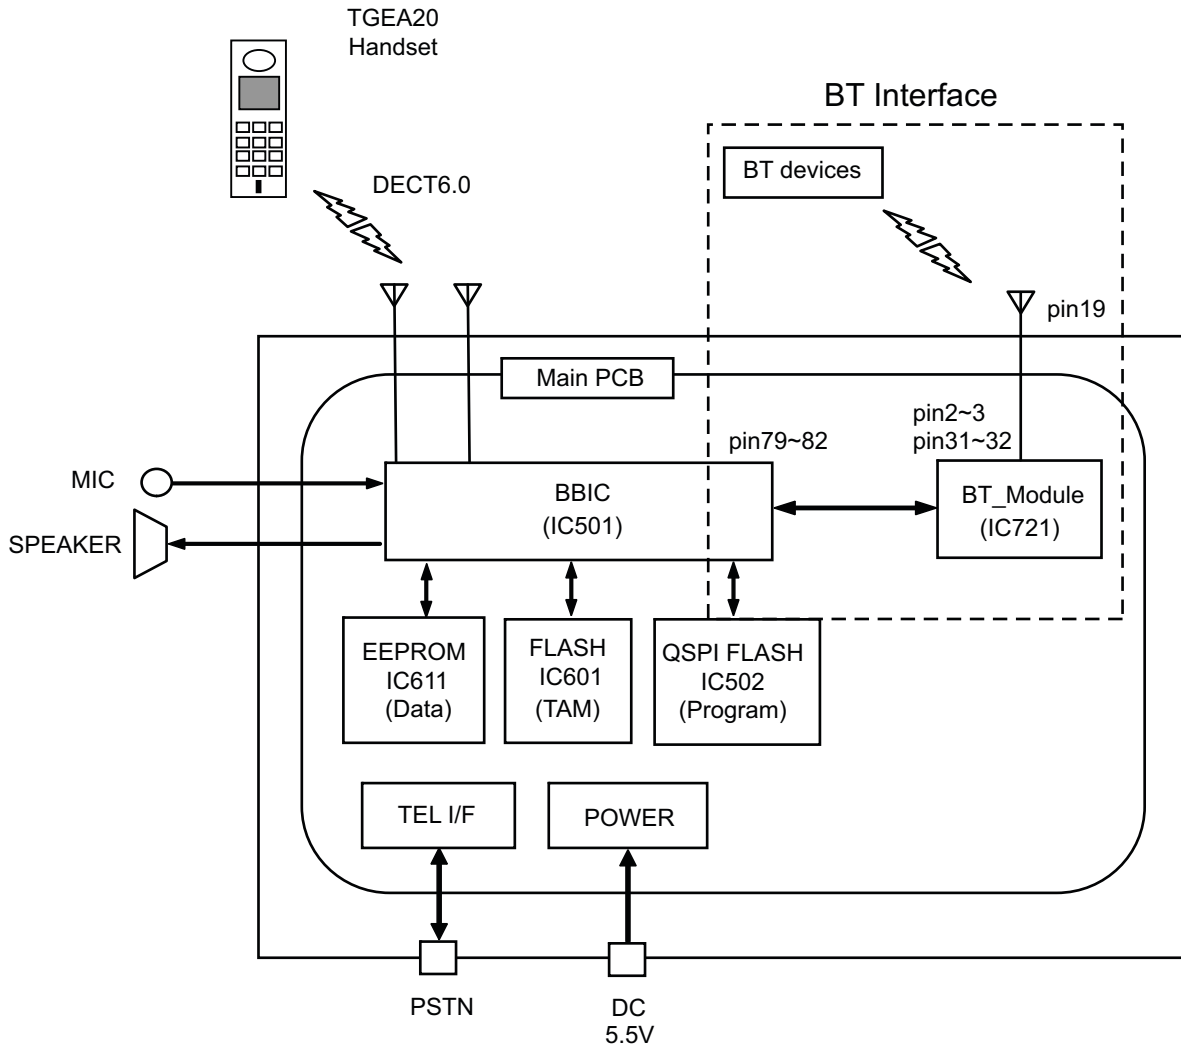 TGEA20
Handset
BT Interface
BT devices
DECT6.0
pin19
Main PCB
pin2~3
pin79~82
pin31~32
MIC
BBIC
(IC501)
BT_Module
(IC721)
SPEAKER
EEPROM
IC611
(Data)
FLASH
IC601
(TAM)
QSPI FLASH
IC502
(Program)
TEL I/F
POWER
PSTN
DC
5.5V